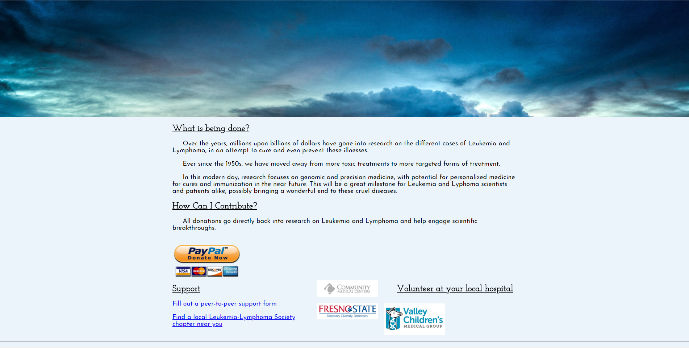 What is being done?
Over the years, millions upon billions of dollars have gone into research on the different cases of Leukemia and
Lymphoma, in an attempt to cure and even prevent these illnesses.
Ever since the 1950s, we have moved away from more toxic treatments to more targeted forms of treatment.
In this modern day, research focuses on genomic and precision medicine, with potential for personalized medicine
for cures and immunization in the near future. This will be a great milestone for Leukemia and Lyphoma scientists
and patients alike, possibly bringing a wonderful end to these cruel diseases.
How Can I Contribute?
All donations go directly back into research on Leukemia and Lymphoma and help engage scientific
breakthroughs.
PayPal
Donate Now
VISA
Support
COMMUNITY
MEDICAL CENTERS
Volunteer at your local hospital
Fill out a peer-to-peer support form
FRESNO STATE
Find a local Leukemia-Lymphoma Society
chapter near you
Valley
Children's
MEDICAL GROUP